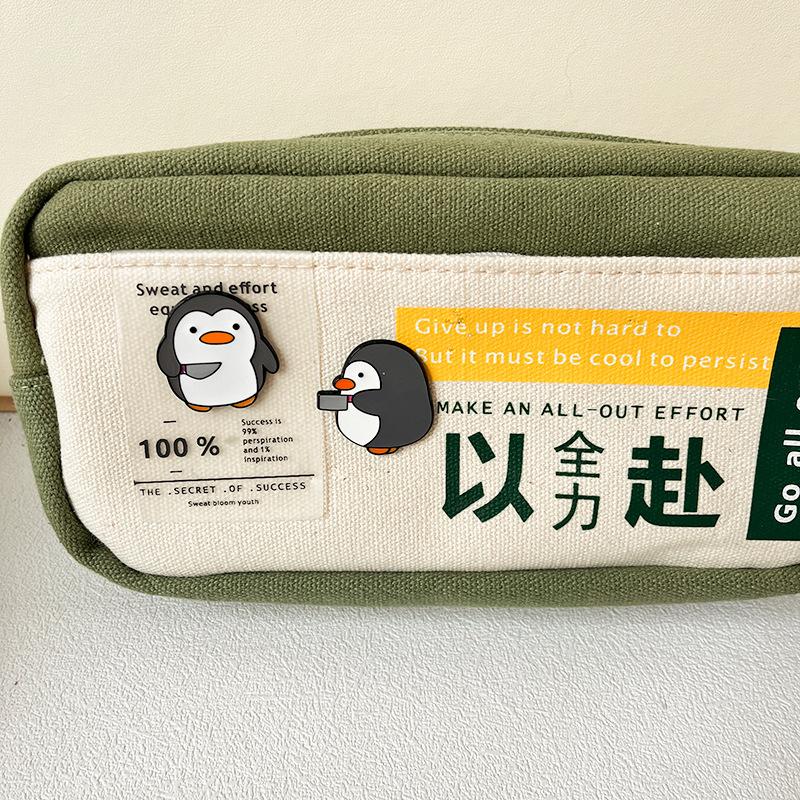 Sweat and effort
ss
100 %
Success is
99%
perspiration
and 1%
inspiration
THE .SECRET .OF .SUCCESS
Sweat bloom youth
Give up is not hard to
But it must be cool to persist
MAKE AN ALL-OUT EFFORT
以全力赴
Go all